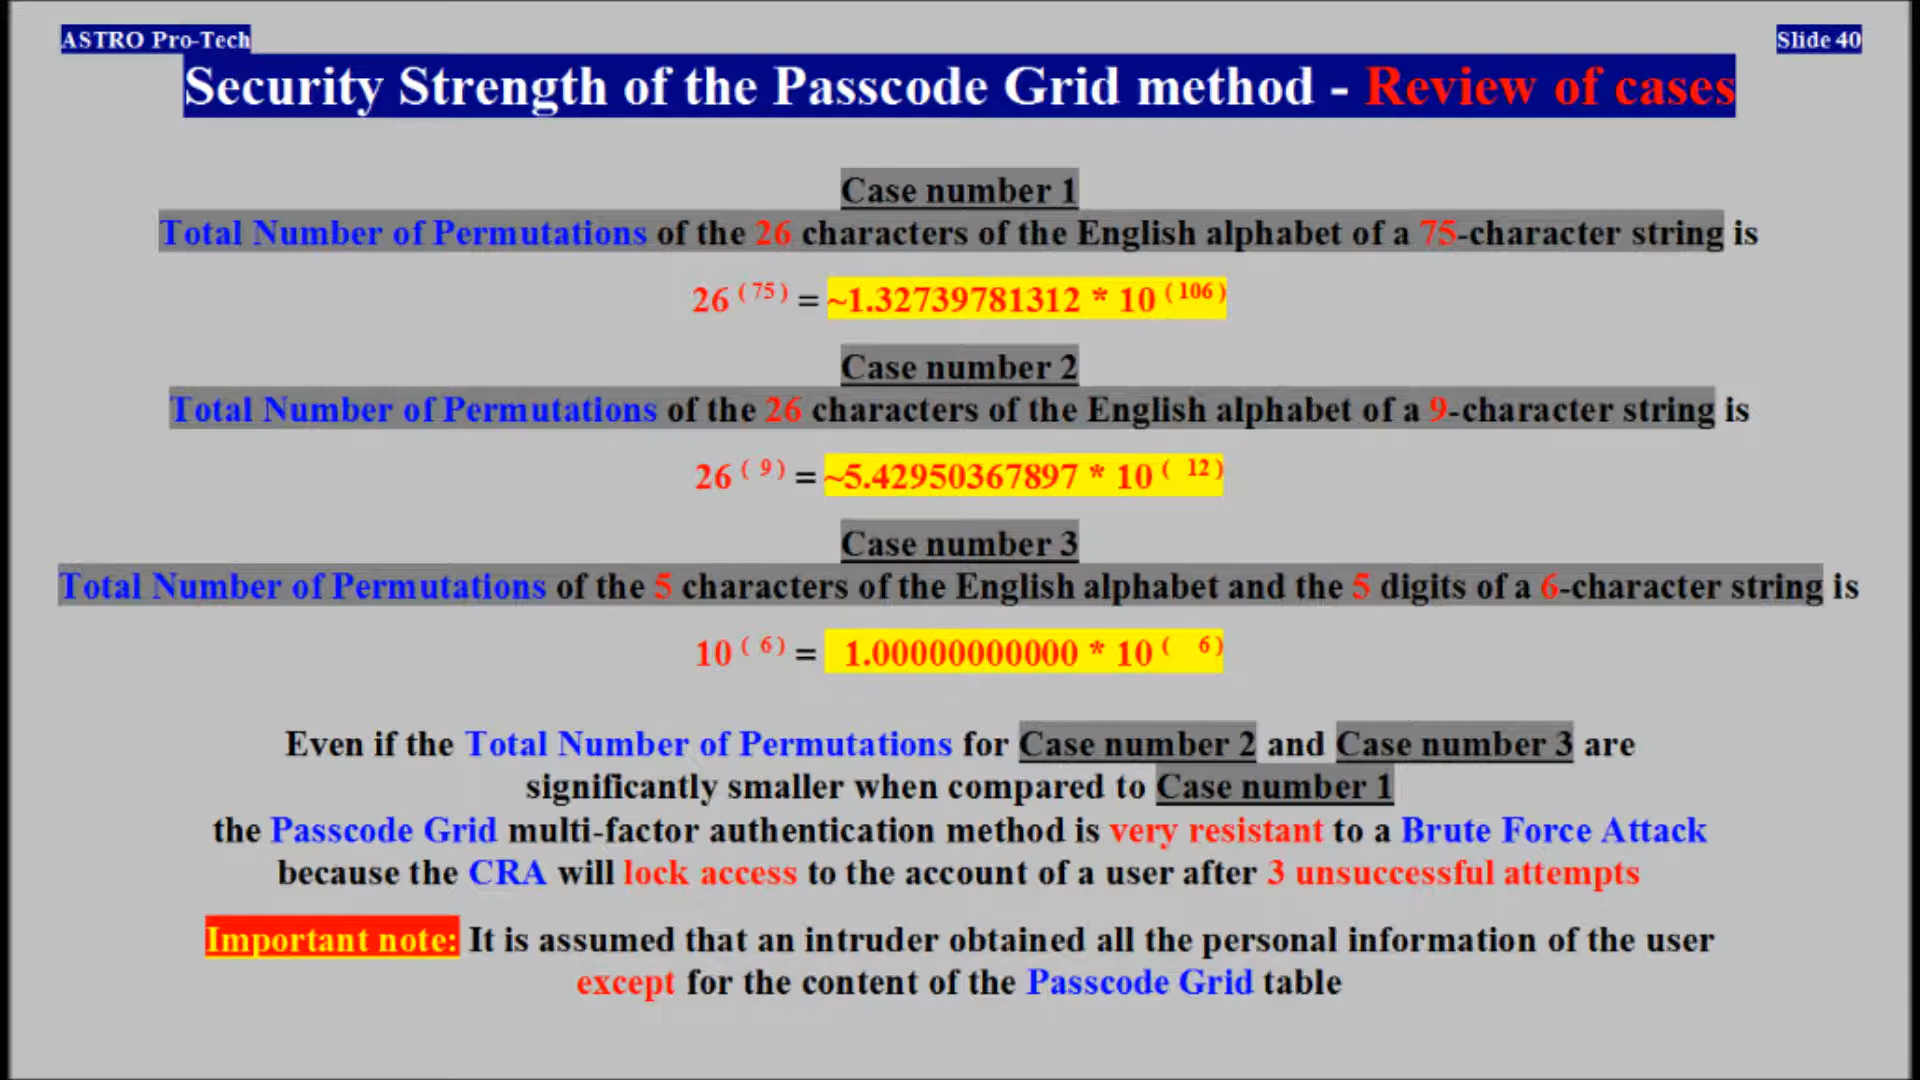 ASTRO Pro-Tech
Slide 40
Security Strength of the Passcode Grid method - Review of cases
Case number 1
Total Number of Permutations of the 26 characters of the English alphabet of a 75-character string is
26 (75) = ~1.32739781312 * 10 (106)
Case number 2
Total Number of Permutations of the 26 characters of the English alphabet of a 9-character string is
26 ( 9) = ~5.42950367897 * 10 ( 12)
Case number 3
Total Number of Permutations of the 5 characters of the English alphabet and the 5 digits of a 6-character string is
10 ( 6) = 1.00000000000 * 10 ( 6)
Even if the Total Number of Permutations for Case number 2 and Case number 3 are
significantly smaller when compared to Case number 1
the Passcode Grid multi-factor authentication method is very resistant to a Brute Force Attack
because the CRA will lock access to the account of a user after 3 unsuccessful attempts
Important note: It is assumed that an intruder obtained all the personal information of the user
except for the content of the Passcode Grid table